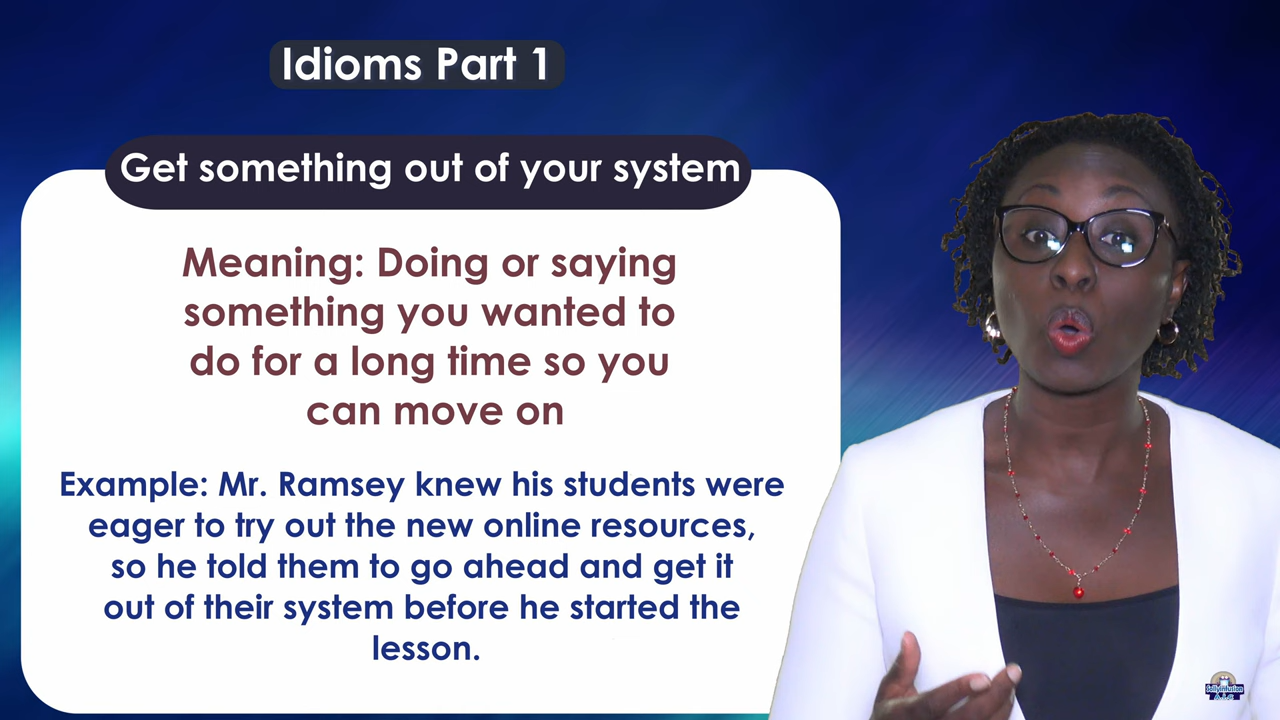 Idioms Part 1
Get something out of your system
Meaning: Doing or saying
something you wanted to
do for a long time so you
can move on
Example: Mr. Ramsey knew his students were
eager to try out the new online resources,
so he told them to go ahead and get it
out of their system before he started the
lesson.